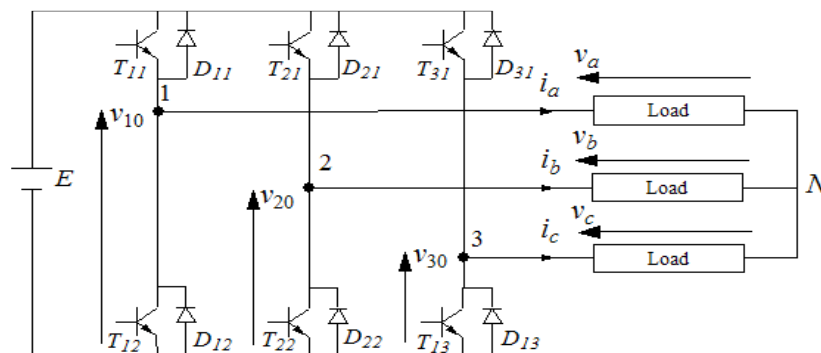 T11 D11 T21 D21 T31 D31
va
1 ia Load
v10
vb
E 2 ib Load N
v20
vc
3 ic Load
v30
T12 D12 T22 D22 T13 D13